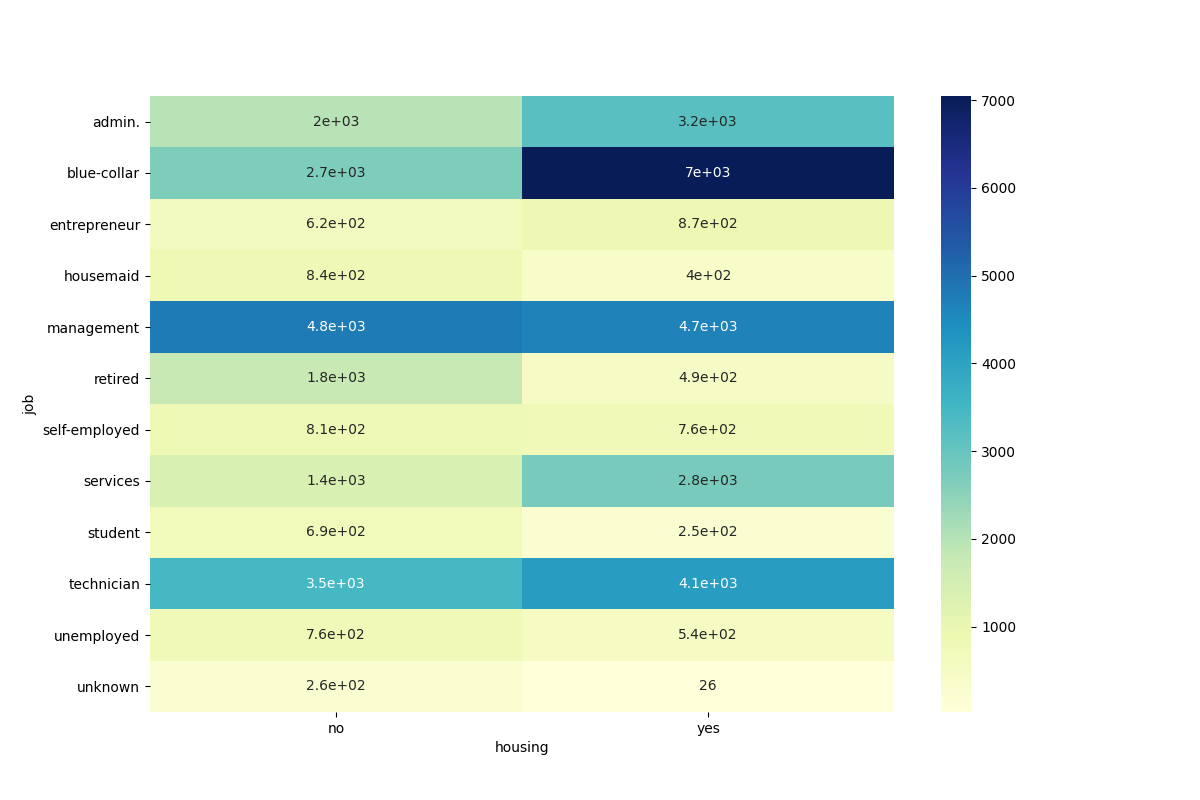 admin. 2e+03 3.2e+03 7000
blue-collar 2.7e+03 7e+03
6000
entrepreneur 6.2e+02 8.7e+02
housemaid 8.4e+02 4e+02 5000
management 4.8e+03 4.7e+03
4000
retired 1.8e+03 4.9e+02
job
self-employed 8.1e+02 7.6e+02
3000
services 1.4e+03 2.8e+03
student 6.9e+02 2.5e+02
2000
technician 3.5e+03 4.1e+03
unemployed 7.6e+02 5.4e+02 1000
unknown 2.6e+02 26
no yes
housing